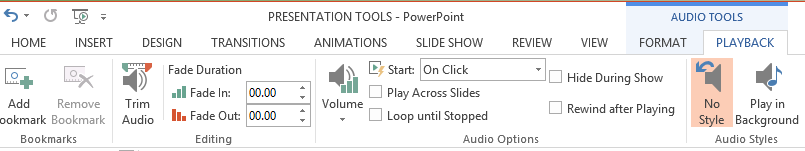 PRESENTATION TOOLS - PowerPoint
AUDIO TOOLS
HOME INSERT DESIGN TRANSITIONS ANIMATIONS SLIDE SHOW REVIEW VIEW FORMAT PLAYBACK
Add
ookmark
Remove
Bookmark
Bookmarks
Trim
Audio
Fade Duration
Fade In: 00.00
Fade Out: 00.00
Editing
Volume
Start: On Click
Play Across Slides
Loop until Stopped
Hide During Show
Rewind after Playing
Audio Options
No
Style
Play in
Background
Audio Styles